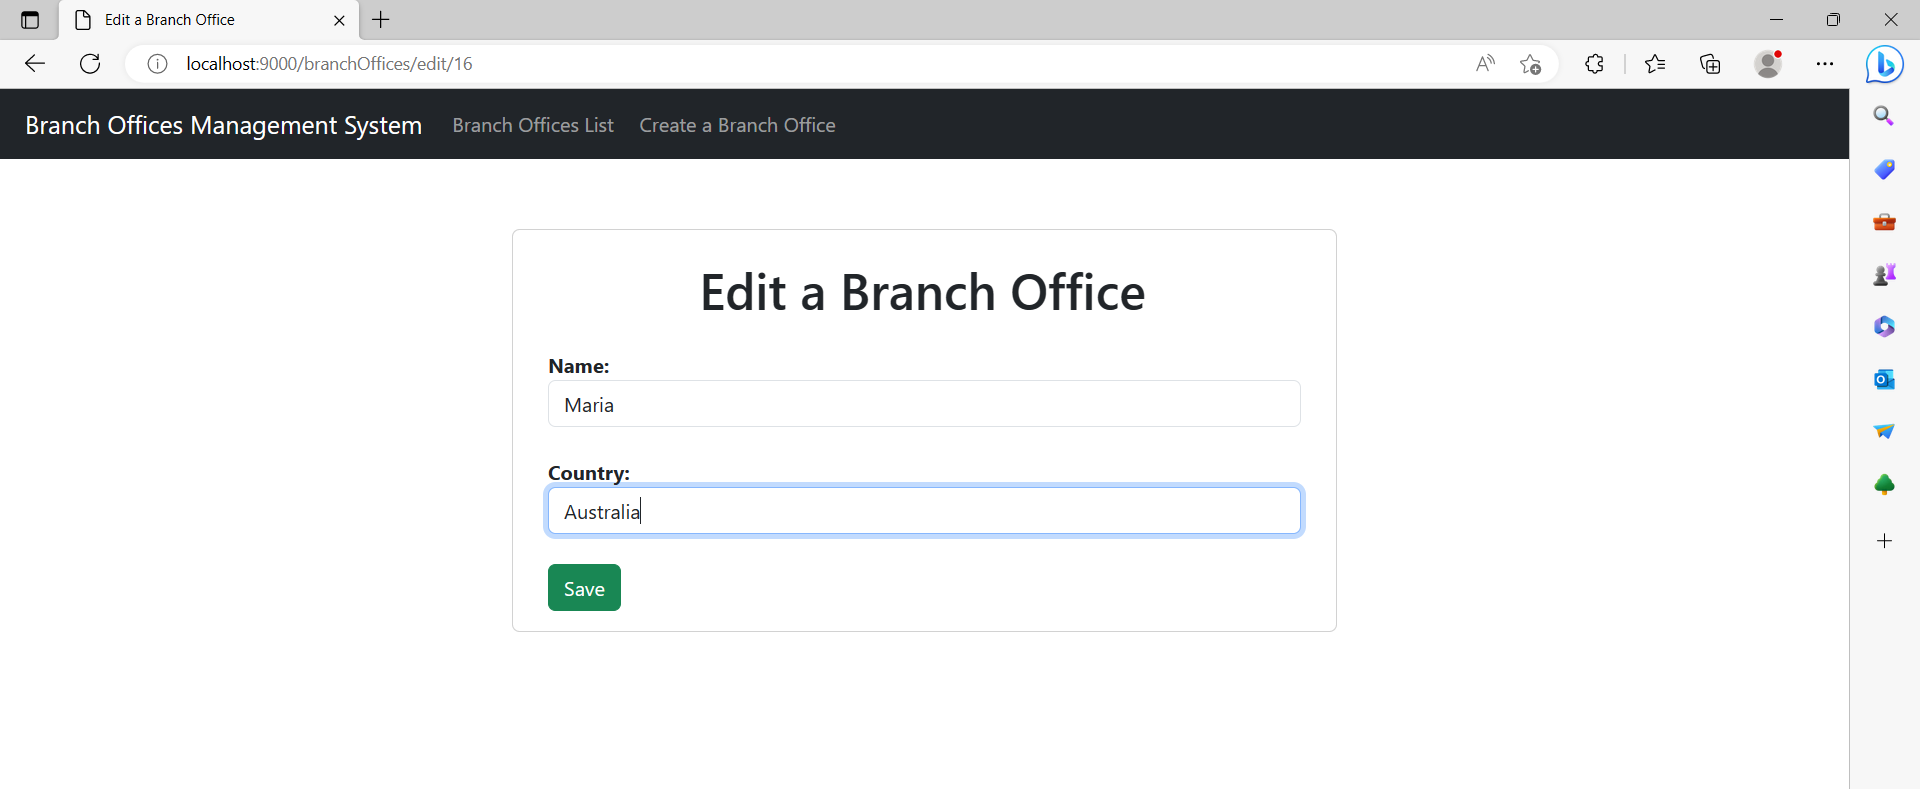 Edit a Branch Office
localhost:9000/branchOffices/edit/16
Branch Offices Management System Branch Offices List Create a Branch Office
Edit a Branch Office
Name:
Maria
Country:
Australia
Save